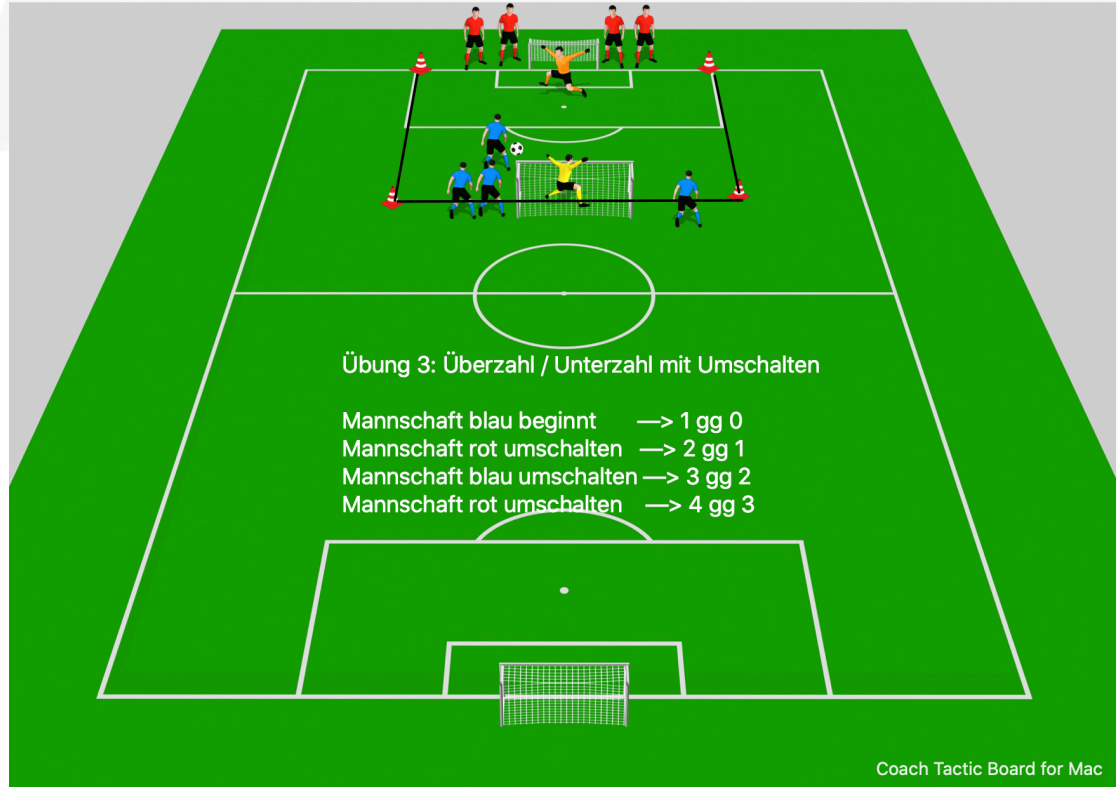 Übung 3: Überzahl / Unterzahl mit Umschalten
Mannschaft blau beginnt —> 1 gg 0
Mannschaft rot umschalten —> 2 gg 1
Mannschaft blau umschalten —> 3 gg 2
Mannschaft rot umschalten —> 4 gg 3
Coach Tactic Board for Mac